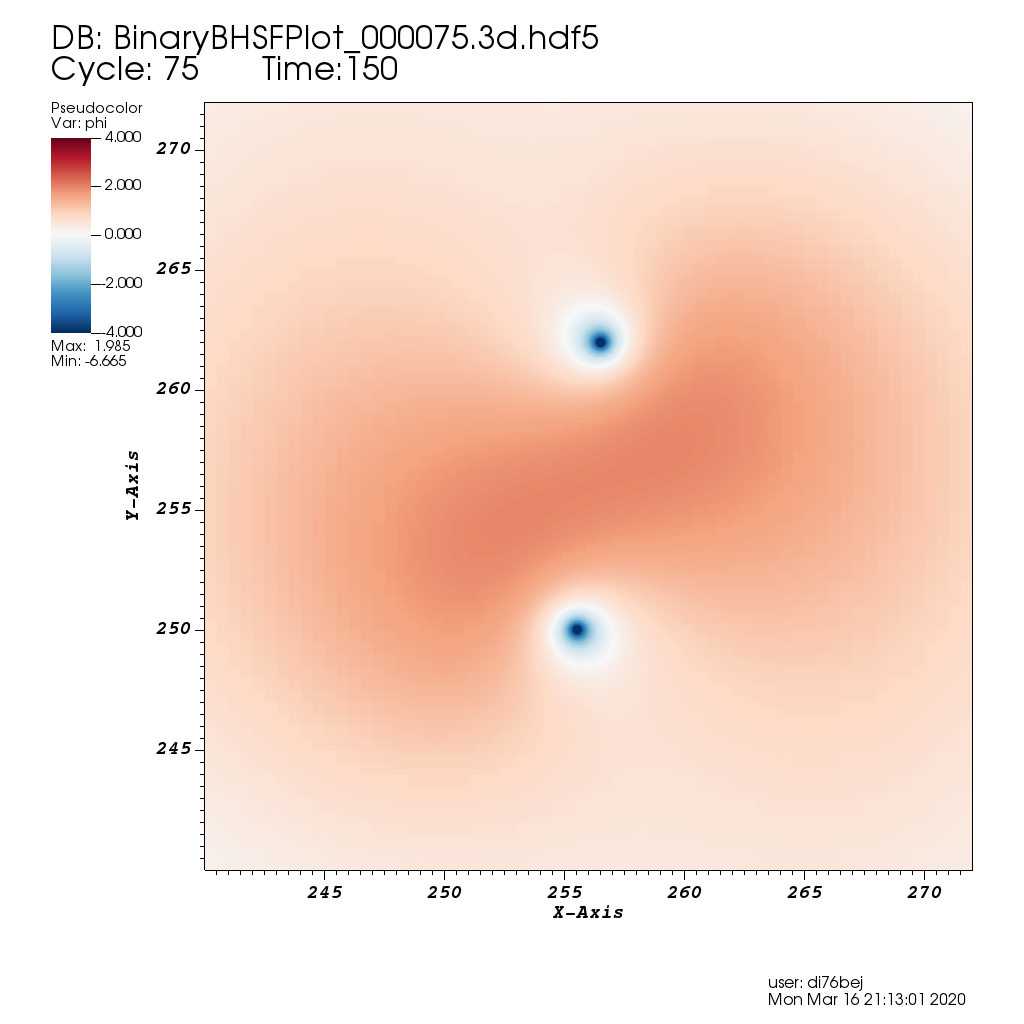 DB: BinaryBHSFPlot_000075.3d.hdf5
Cycle: 75 Time:150
Pseudocolor
Var: phi
4.000
2.000
0.000
-2.000
-4.000
Max: 1.985
Min: -6.665
270
265
260
255
250
245
Y-Axis
245 250 255 260 265 270
X-Axis
user: di76bej
Mon Mar 16 21:13:01 2020